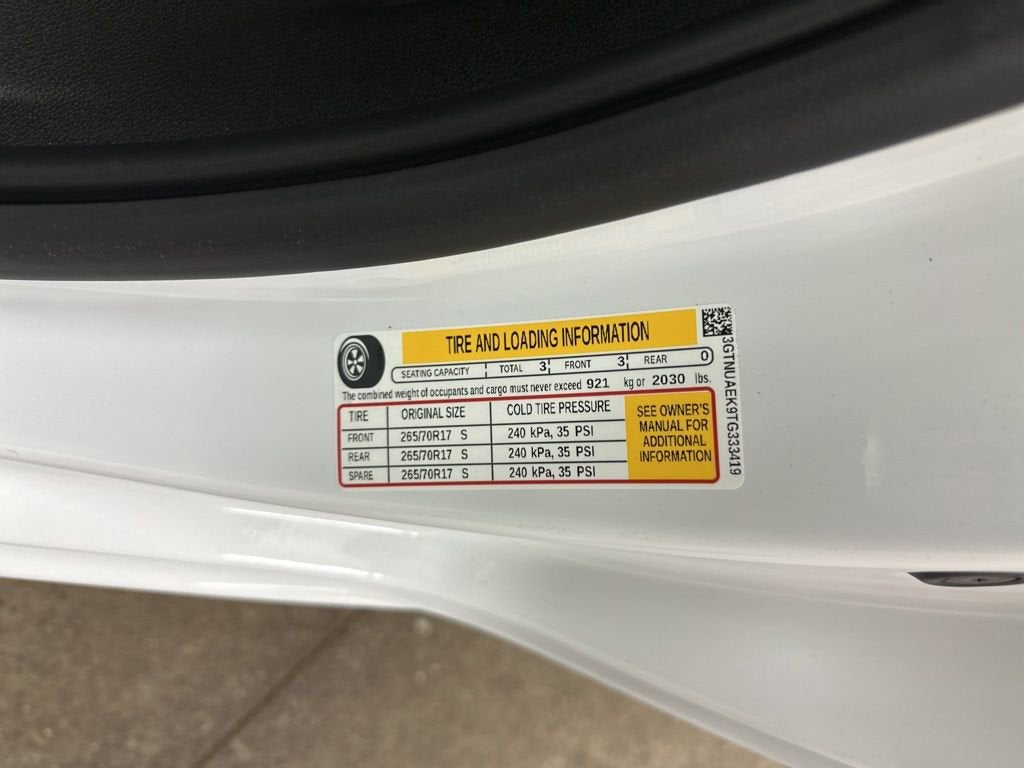 TIRE AND LOADING INFORMATION
SEATING CAPACITY TOTAL 3 FRONT 3 REAR 0
The combined weight of occupants and cargo must never exceed 921 kg or 2030 lbs.
TIRE ORIGINAL SIZE COLD TIRE PRESSURE
FRONT 265/70R17 S 240 kPa, 35 PSI
REAR 265/70R17 S 240 kPa, 35 PSI
SPARE 265/70R17 S 240 kPa, 35 PSI
SEE OWNER'S
MANUAL FOR
ADDITIONAL
INFORMATION
3GTNUAEK9TG333419